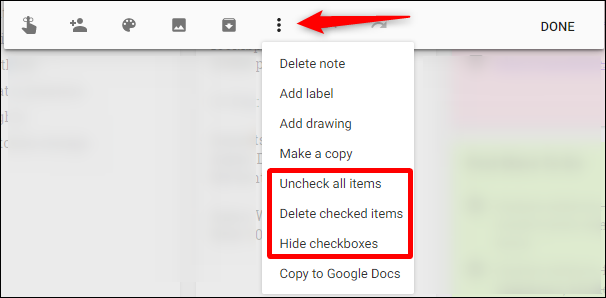 DONE
Delete note
Add label
Add drawing
Make a copy
Uncheck all items
Delete checked items
Hide checkboxes
Copy to Google Docs